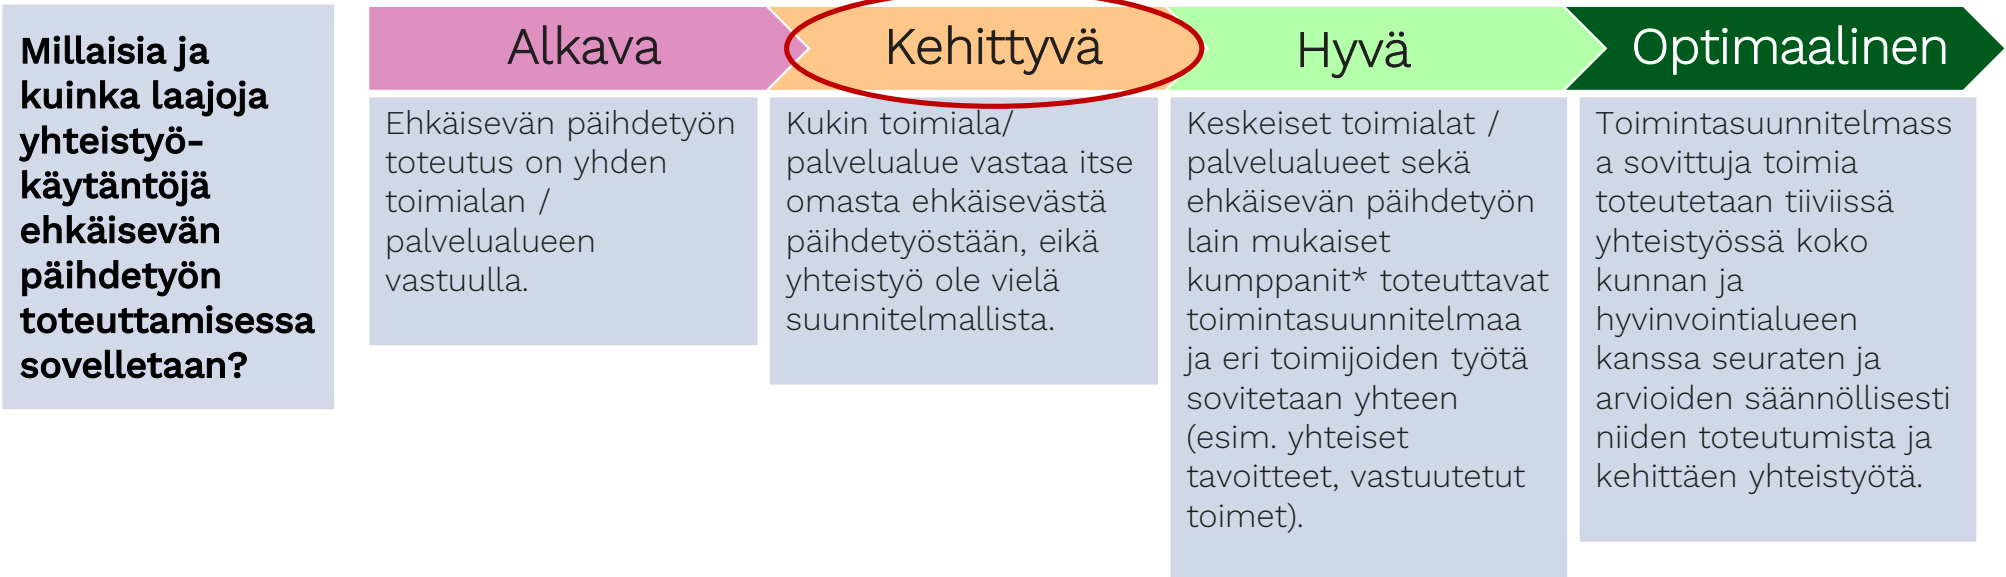 Millaisia ja
kuinka laajoja
yhteistyö-
käytäntöjä
ehkäisevän
päihdetyön
toteuttamisessa
sovelletaan?
Alkava
Ehkäisevän päihdetyön
toteutus on yhden
toimialan /
palvelualueen
vastuulla.
Kehittyvä
Kukin toimiala/
palvelualue vastaa itse
omasta ehkäisevästä
päihdetyöstään, eikä
yhteistyö ole vielä
suunnitelmallista.
Hyvä
Keskeiset toimialat /
palvelualueet sekä
ehkäisevän päihdetyön
lain mukaiset
kumppanit* toteuttavat
toimintasuunnitelmaa
ja eri toimijoiden työtä
sovitetaan yhteen
(esim. yhteiset
tavoitteet, vastuutetut
toimet).
Optimaalinen
Toimintasuunnitelmass
a sovittuja toimia
toteutetaan tiiviissä
yhteistyössä koko
kunnan ja
hyvinvointialueen
kanssa seuraten ja
arvioiden säännöllisesti
niiden toteutumista ja
kehittäen yhteistyötä.